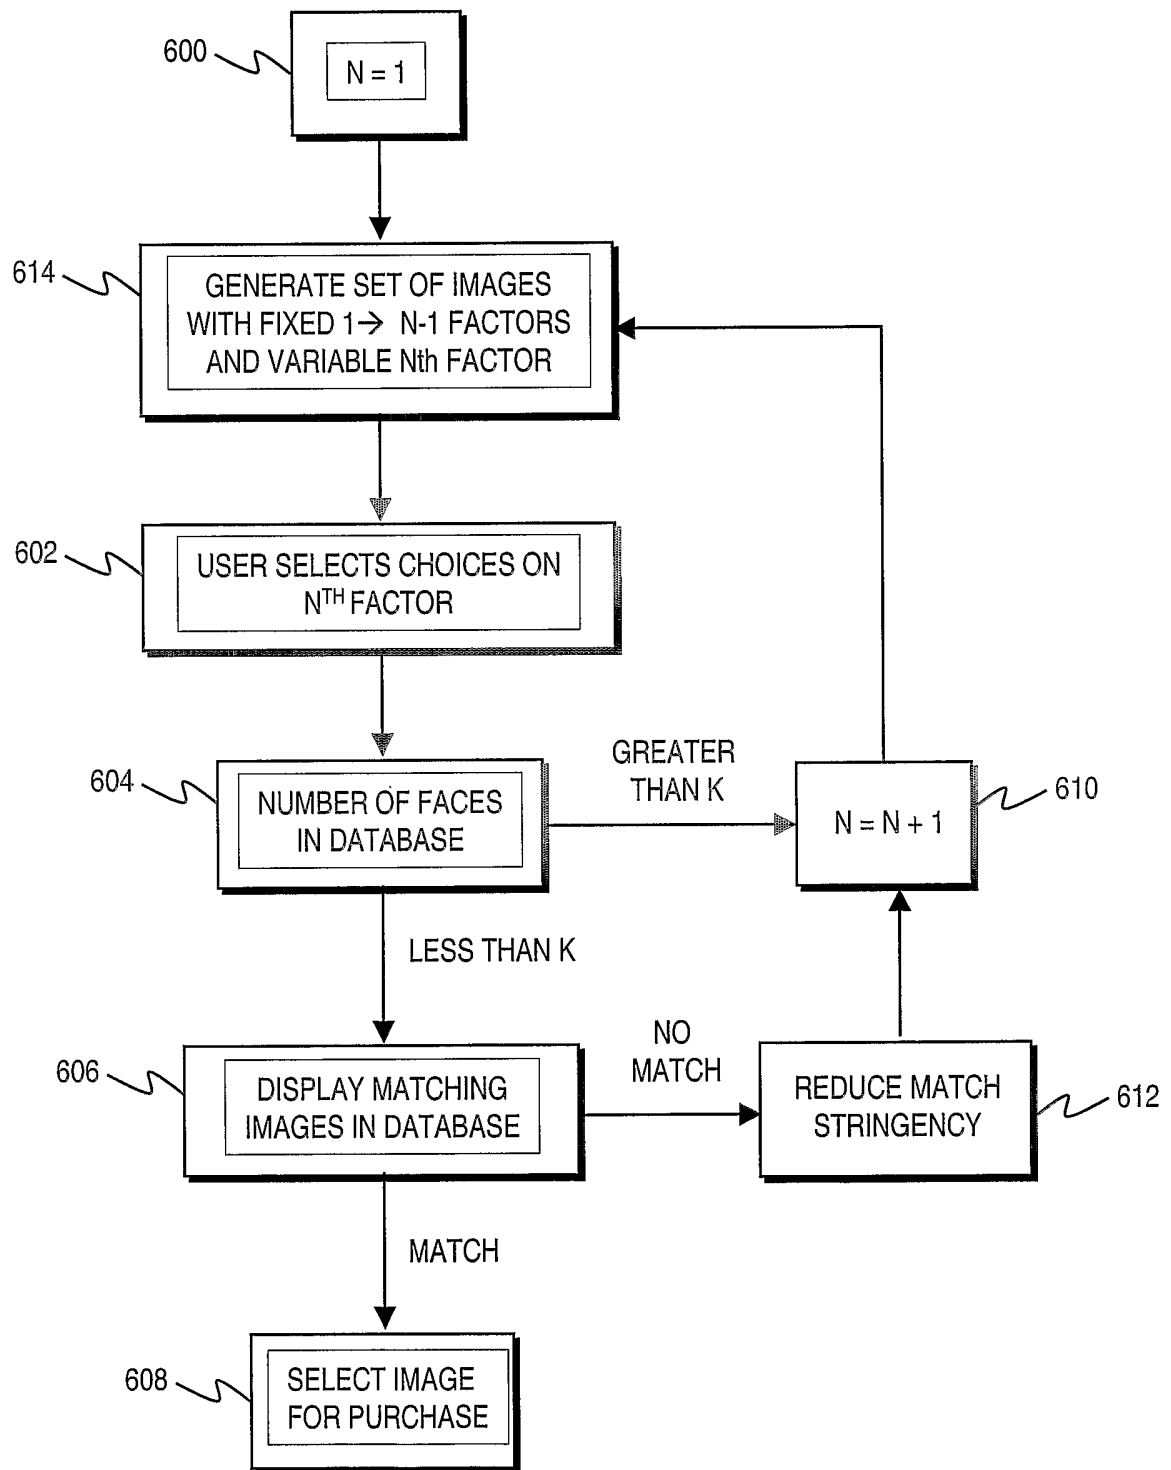 600
N = 1
614
GENERATE SET OF IMAGES
WITH FIXED 1→ N-1 FACTORS
AND VARIABLE Nth FACTOR
602
USER SELECTS CHOICES ON
NTH FACTOR
604
NUMBER OF FACES
IN DATABASE
GREATER
THAN K
N = N + 1
610
LESS THAN K
606
DISPLAY MATCHING
IMAGES IN DATABASE
NO
MATCH
REDUCE MATCH
STRINGENCY
612
MATCH
608
SELECT IMAGE
FOR PURCHASE